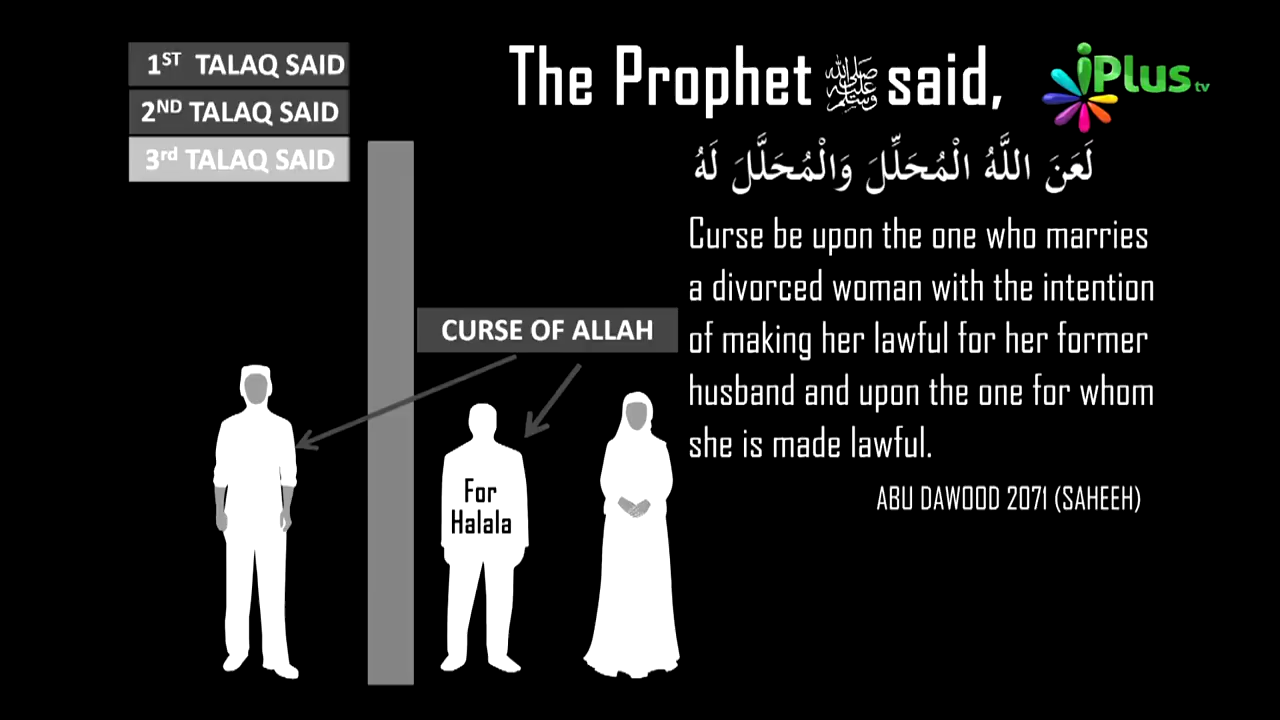 1ST TALAQ SAID
2ND TALAQ SAID
3rd TALAQ SAID
The Prophet ﷺ said,
iPlus tv
لَعَنَ اللَّهُ الْمُحَلِّلَ وَالْمُحَلَّلَ لَهُ
Curse be upon the one who marries
a divorced woman with the intention
of making her lawful for her former
husband and upon the one for whom
she is made lawful.
ABU DAWOOD 2071 (SAHEEH)
CURSE OF ALLAH
For
Halala